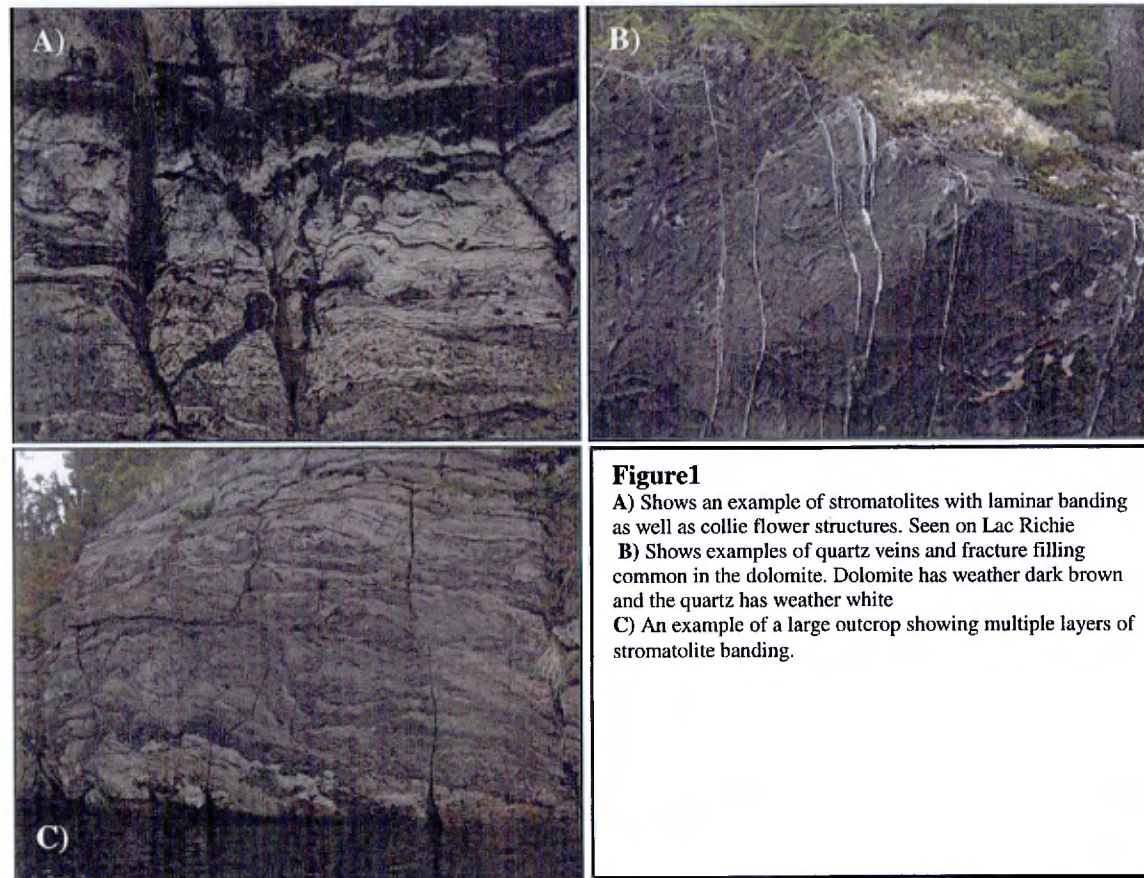 A)
B)
C)
Figure1
A) Shows an example of stromatolites with laminar banding
as well as collie flower structures. Seen on Lac Richie
B) Shows examples of quartz veins and fracture filling
common in the dolomite. Dolomite has weather dark brown
and the quartz has weather white
C) An example of a large outcrop showing multiple layers of
stromatolite banding.